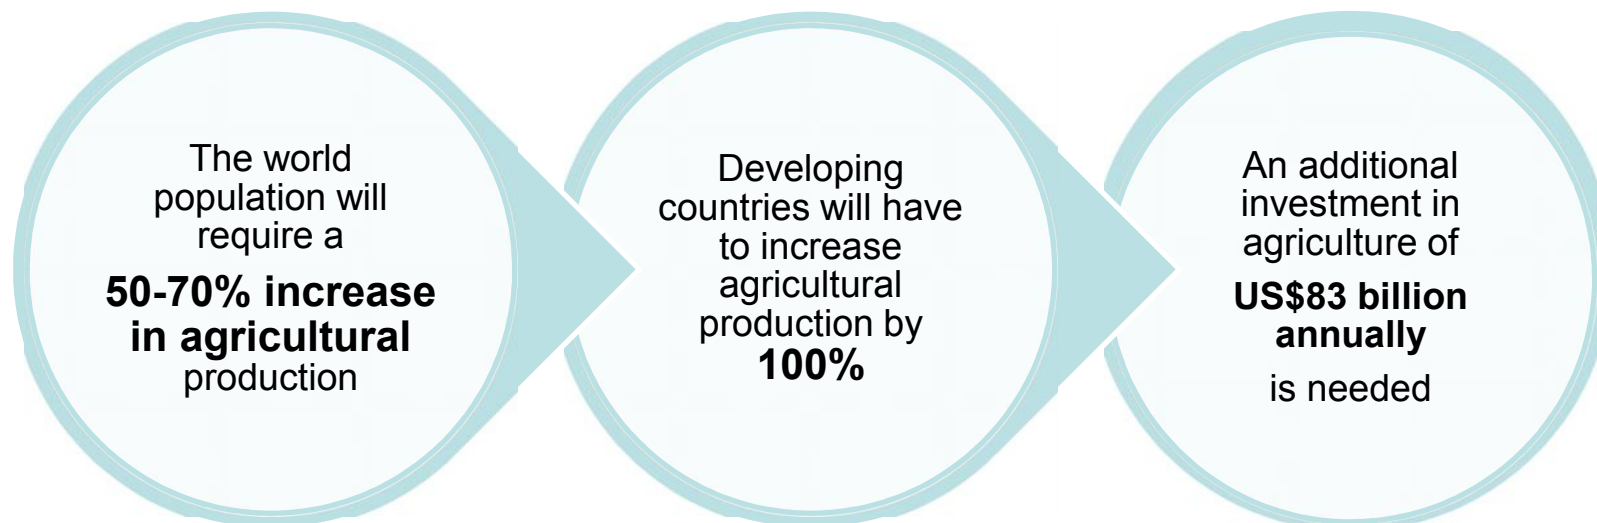 The world
population will
require a
50-70% increase
in agricultural
production
Developing
countries will have
to increase
agricultural
production by
100%
An additional
investment in
agriculture of
US$83 billion
annually
is needed